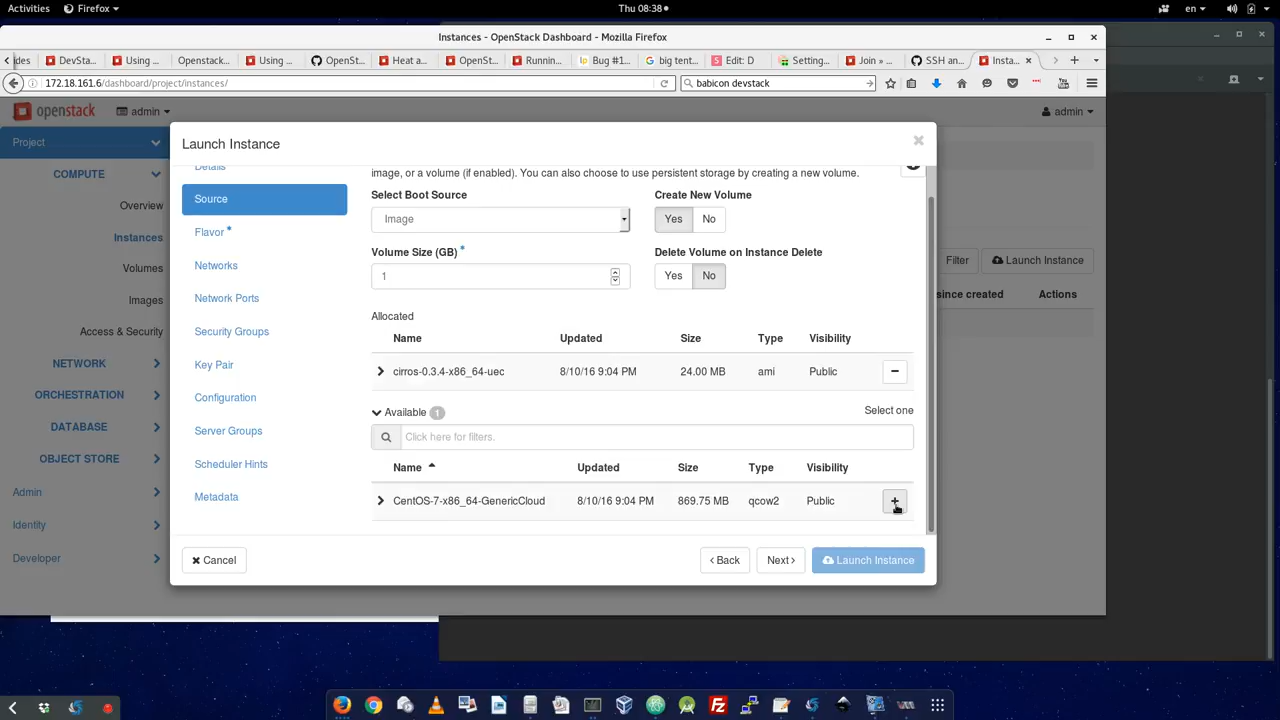 Activities Firefox Thu 08:38 en
Instances - OpenStack Dashboard - Mozilla Firefox
des DevSta... Using ... Openstack... Using ... OpenSt... Heat a... OpenSt... Runnin... Bug #1... big tent... Edit: D Setting... Join » ... SSH an... Insta...
172.18.161.6/dashboard/project/instances/ babicon devstack
openstack admin admin
Project
Launch Instance
Details
image, or a volume (if enabled). You can also choose to use persistent storage by creating a new volume.
COMPUTE
Source
Select Boot Source Create New Volume
Overview
Image Yes No
Flavor *
Instances
Volume Size (GB) * Delete Volume on Instance Delete
Filter Launch Instance
Volumes
Networks
1 Yes No
Images
Network Ports
since created Actions
Allocated
Access & Security
Security Groups
Name Updated Size Type Visibility
NETWORK
Key Pair
cirros-0.3.4-x86_64-uec 8/10/16 9:04 PM 24.00 MB ami Public
ORCHESTRATION
Configuration
Available 1 Select one
DATABASE
Server Groups
Click here for filters.
OBJECT STORE
Scheduler Hints
Name Updated Size Type Visibility
Admin
Metadata
CentOS-7-x86_64-GenericCloud 8/10/16 9:04 PM 869.75 MB qcow2 Public
Identity
Developer
Cancel Back Next Launch Instance